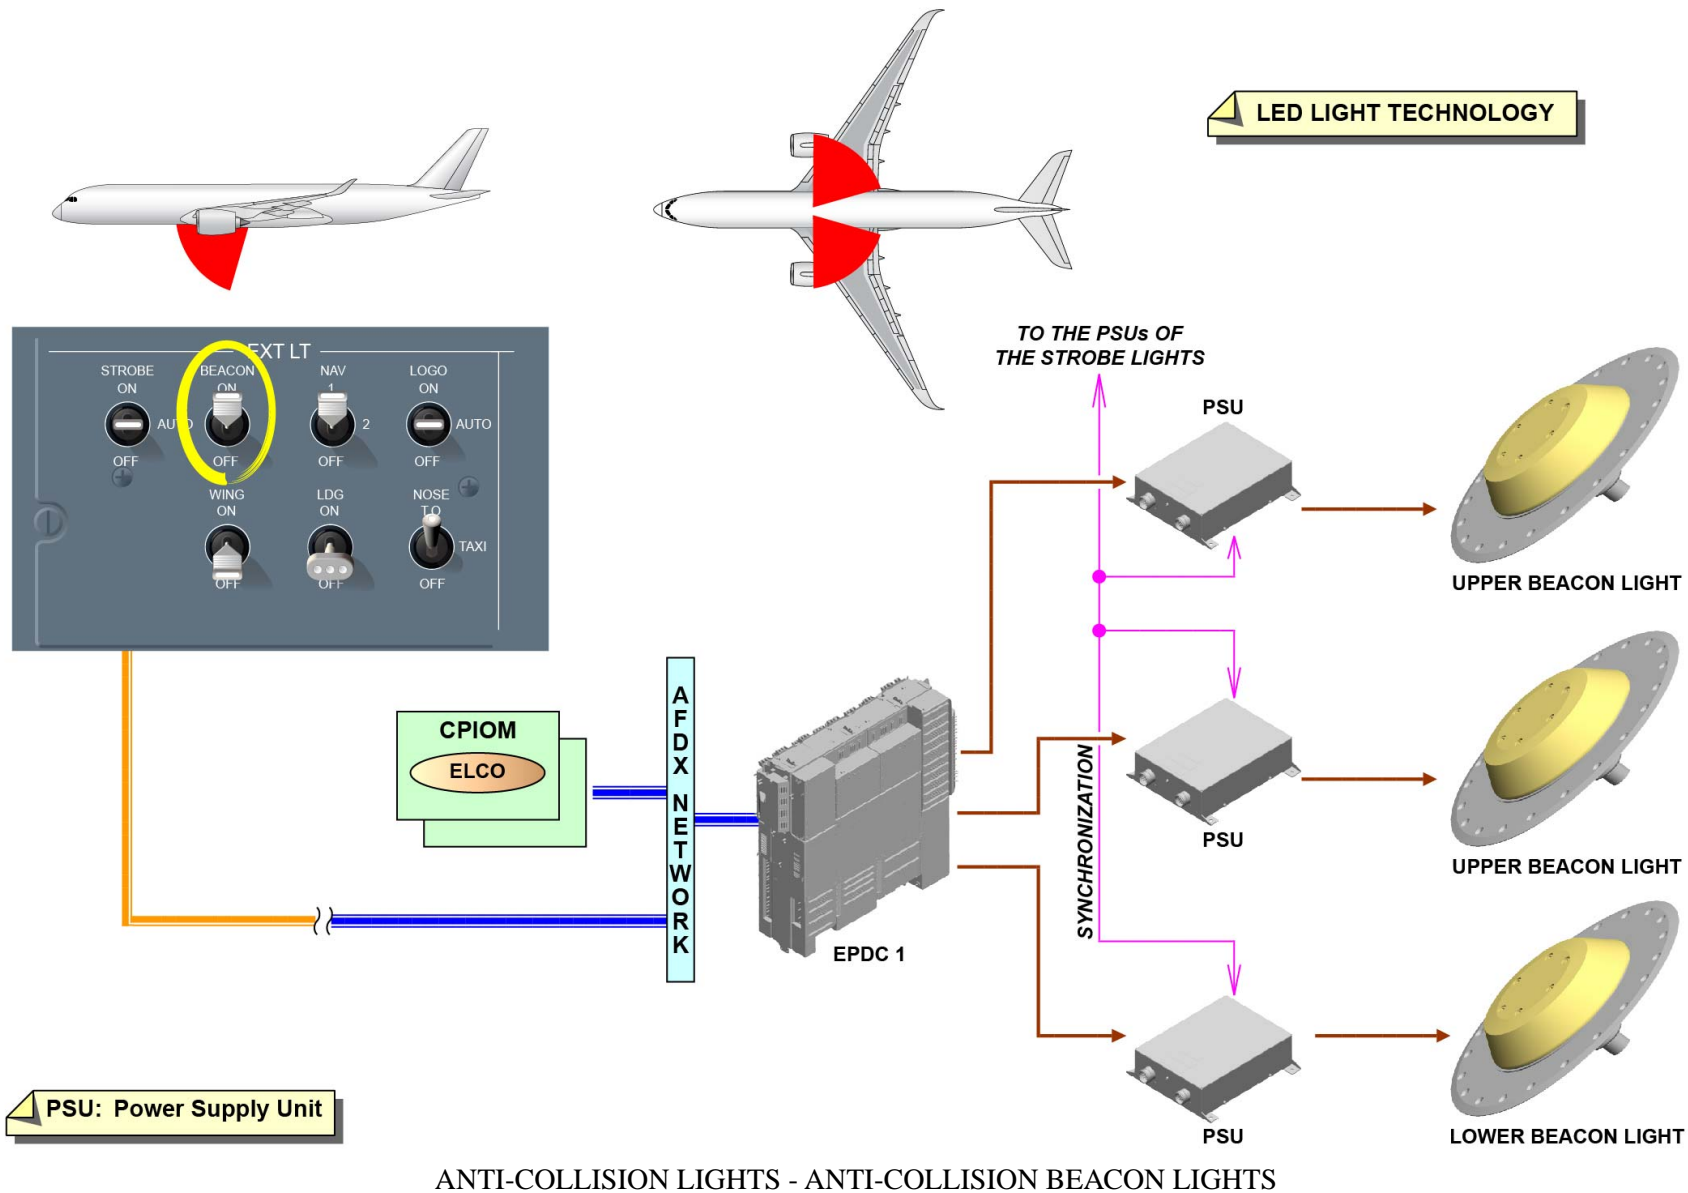 LED LIGHT TECHNOLOGY
EXT LT
STROBE
ON
AUTO
OFF
BEACON
ON
OFF
NAV
1
2
OFF
LOGO
ON
AUTO
OFF
WING
ON
OFF
LDG
ON
OFF
NOSE
T.O
TAXI
OFF
TO THE PSUs OF
THE STROBE LIGHTS
PSU
UPPER BEACON LIGHT
CPIOM
ELCO
AFDX NETWORK
EPDC 1
SYNCHRONIZATION
PSU
UPPER BEACON LIGHT
PSU
LOWER BEACON LIGHT
PSU: Power Supply Unit
ANTI-COLLISION LIGHTS - ANTI-COLLISION BEACON LIGHTS